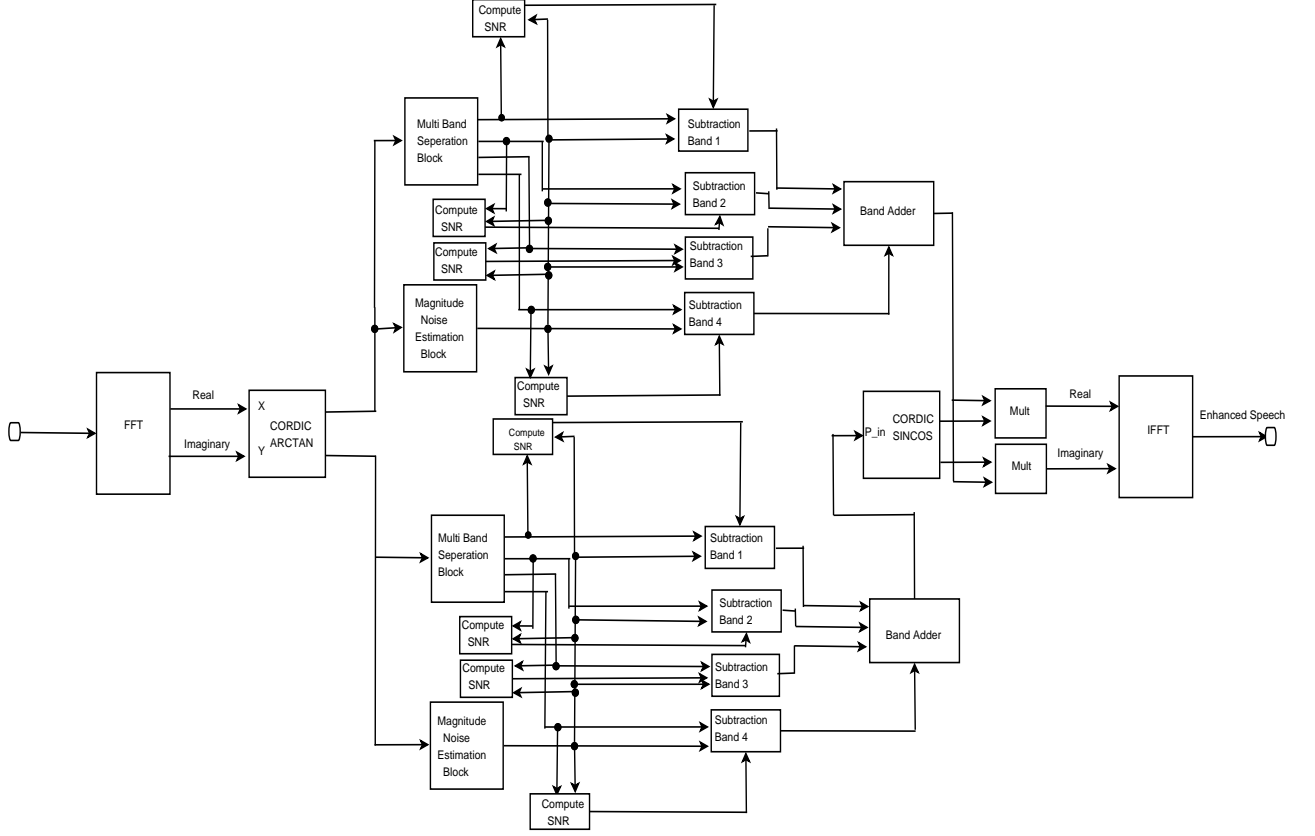 Compute
SNR
Multi Band
Seperation
Block
Subtraction
Band 1
Subtraction
Band 2
Compute
SNR
Band Adder
Compute
SNR
Subtraction
Band 3
Magnitude
Noise
Estimation
Block
Subtraction
Band 4
Compute
SNR
FFT
Real
Imaginary
X
Y
CORDIC
ARCTAN
P_in
CORDIC
SINCOS
Mult
Mult
Real
Imaginary
IFFT
Enhanced Speech
Compute
SNR
Multi Band
Seperation
Block
Subtraction
Band 1
Subtraction
Band 2
Compute
SNR
Band Adder
Compute
SNR
Subtraction
Band 3
Magnitude
Noise
Estimation
Block
Subtraction
Band 4
Compute
SNR